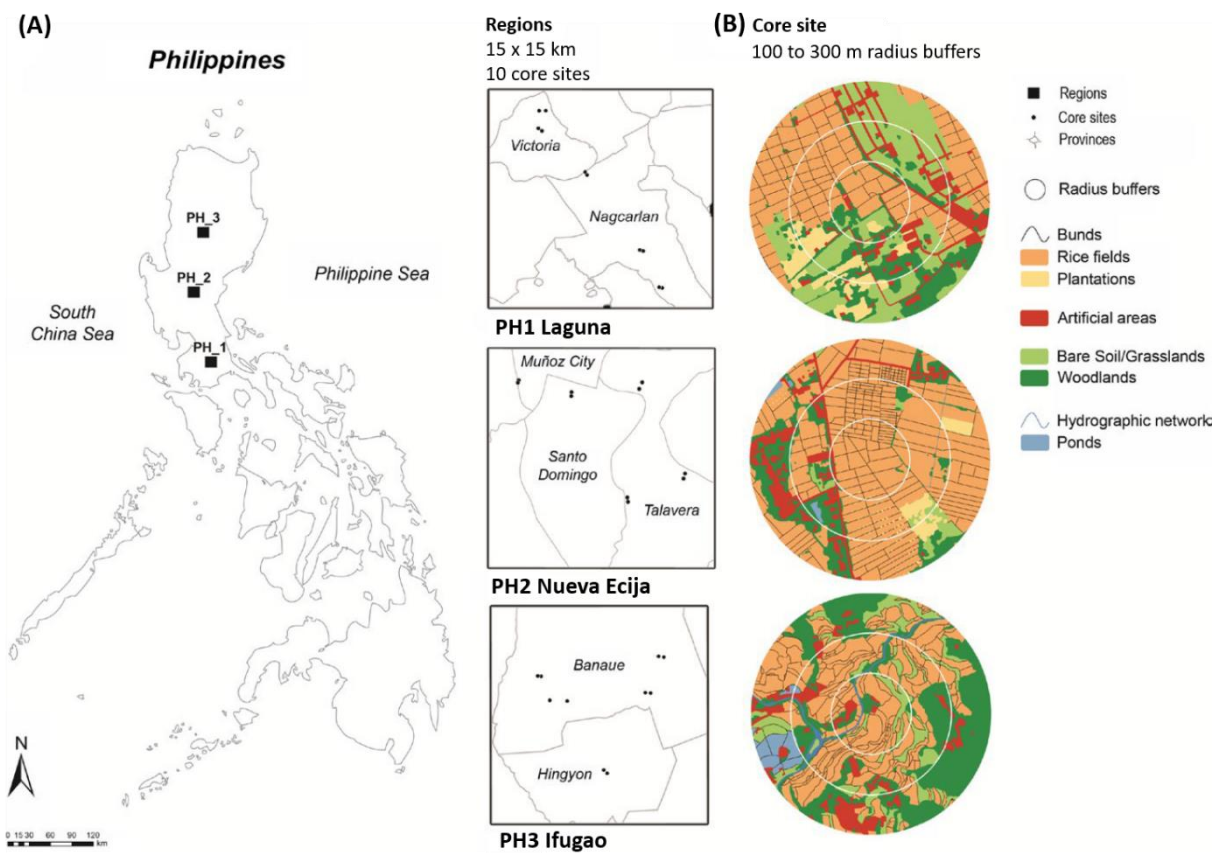 (A)
Philippines
PH_3
PH_2
PH_1
Philippine Sea
South
China Sea
N
0 15 30 60 90 120
km
Regions
15 x 15 km
10 core sites
Victoria
Nagcarlan
PH1 Laguna
Muñoz City
Santo
Domingo
Talavera
PH2 Nueva Ecija
Banaue
Hingyon
PH3 Ifugao
(B) Core site
100 to 300 m radius buffers
Regions
Core sites
Provinces
Radius buffers
Bunds
Rice fields
Plantations
Artificial areas
Bare Soil/Grasslands
Woodlands
Hydrographic network
Ponds